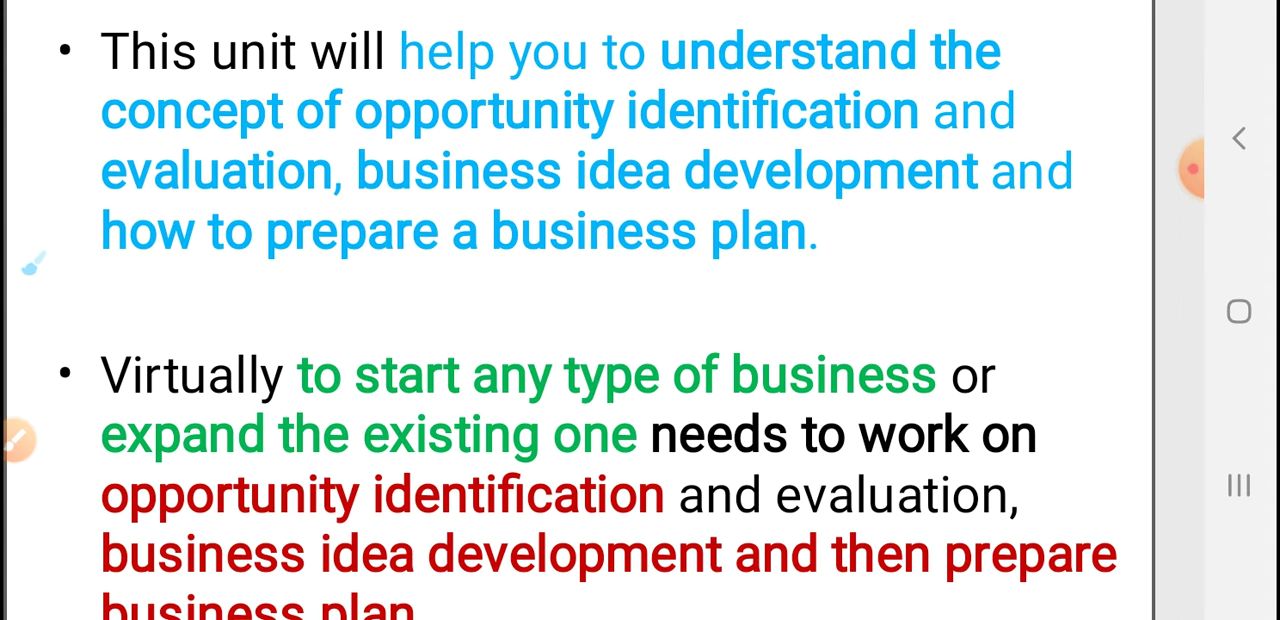 • This unit will help you to understand the
concept of opportunity identification and
evaluation, business idea development and
how to prepare a business plan.
• Virtually to start any type of business or
expand the existing one needs to work on
opportunity identification and evaluation,
business idea development and then prepare
business plan